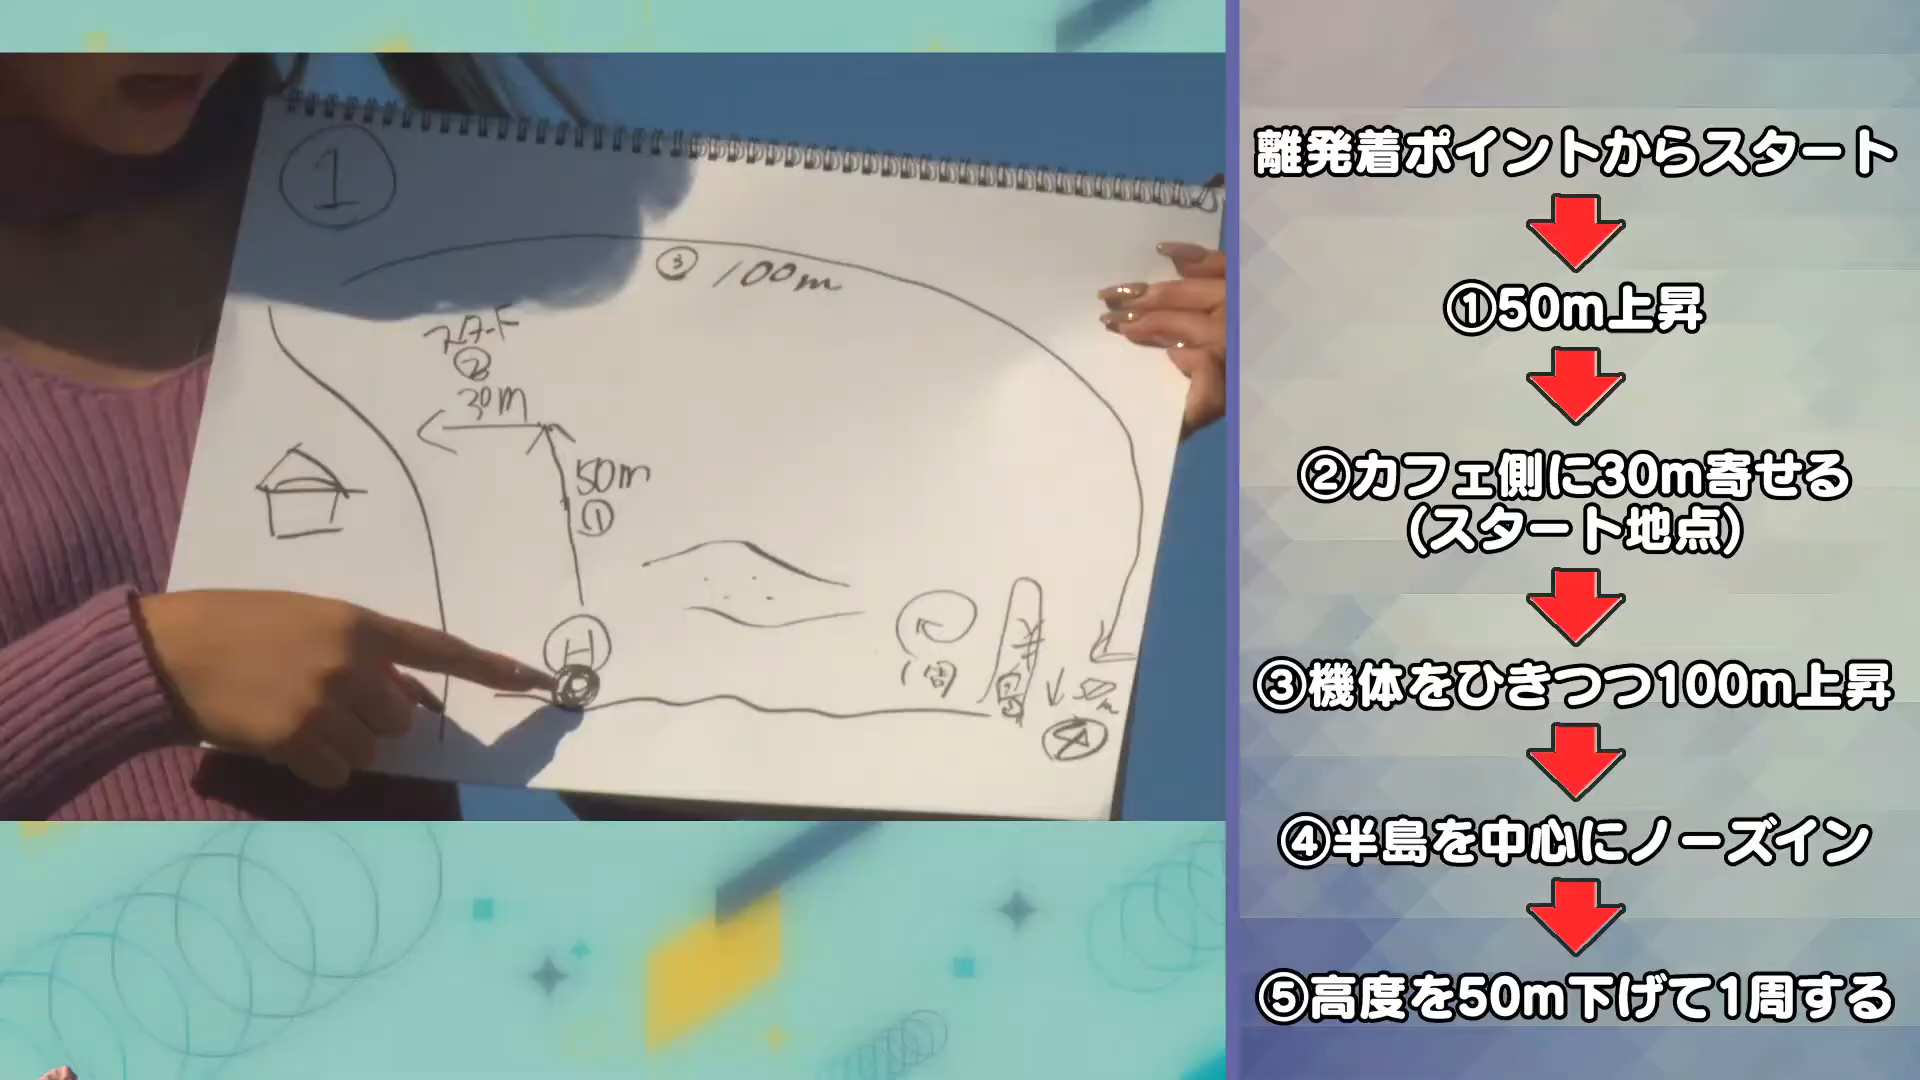 1
③ 100m
スタート
②
30m
50m
①
H
1周
50m
離発着ポイントからスタート
①50m上昇
②カフェ側に30m寄せる
(スタート地点)
③機体をひきつつ100m上昇
④半島を中心にノーズイン
⑤高度を50m下げて1周する